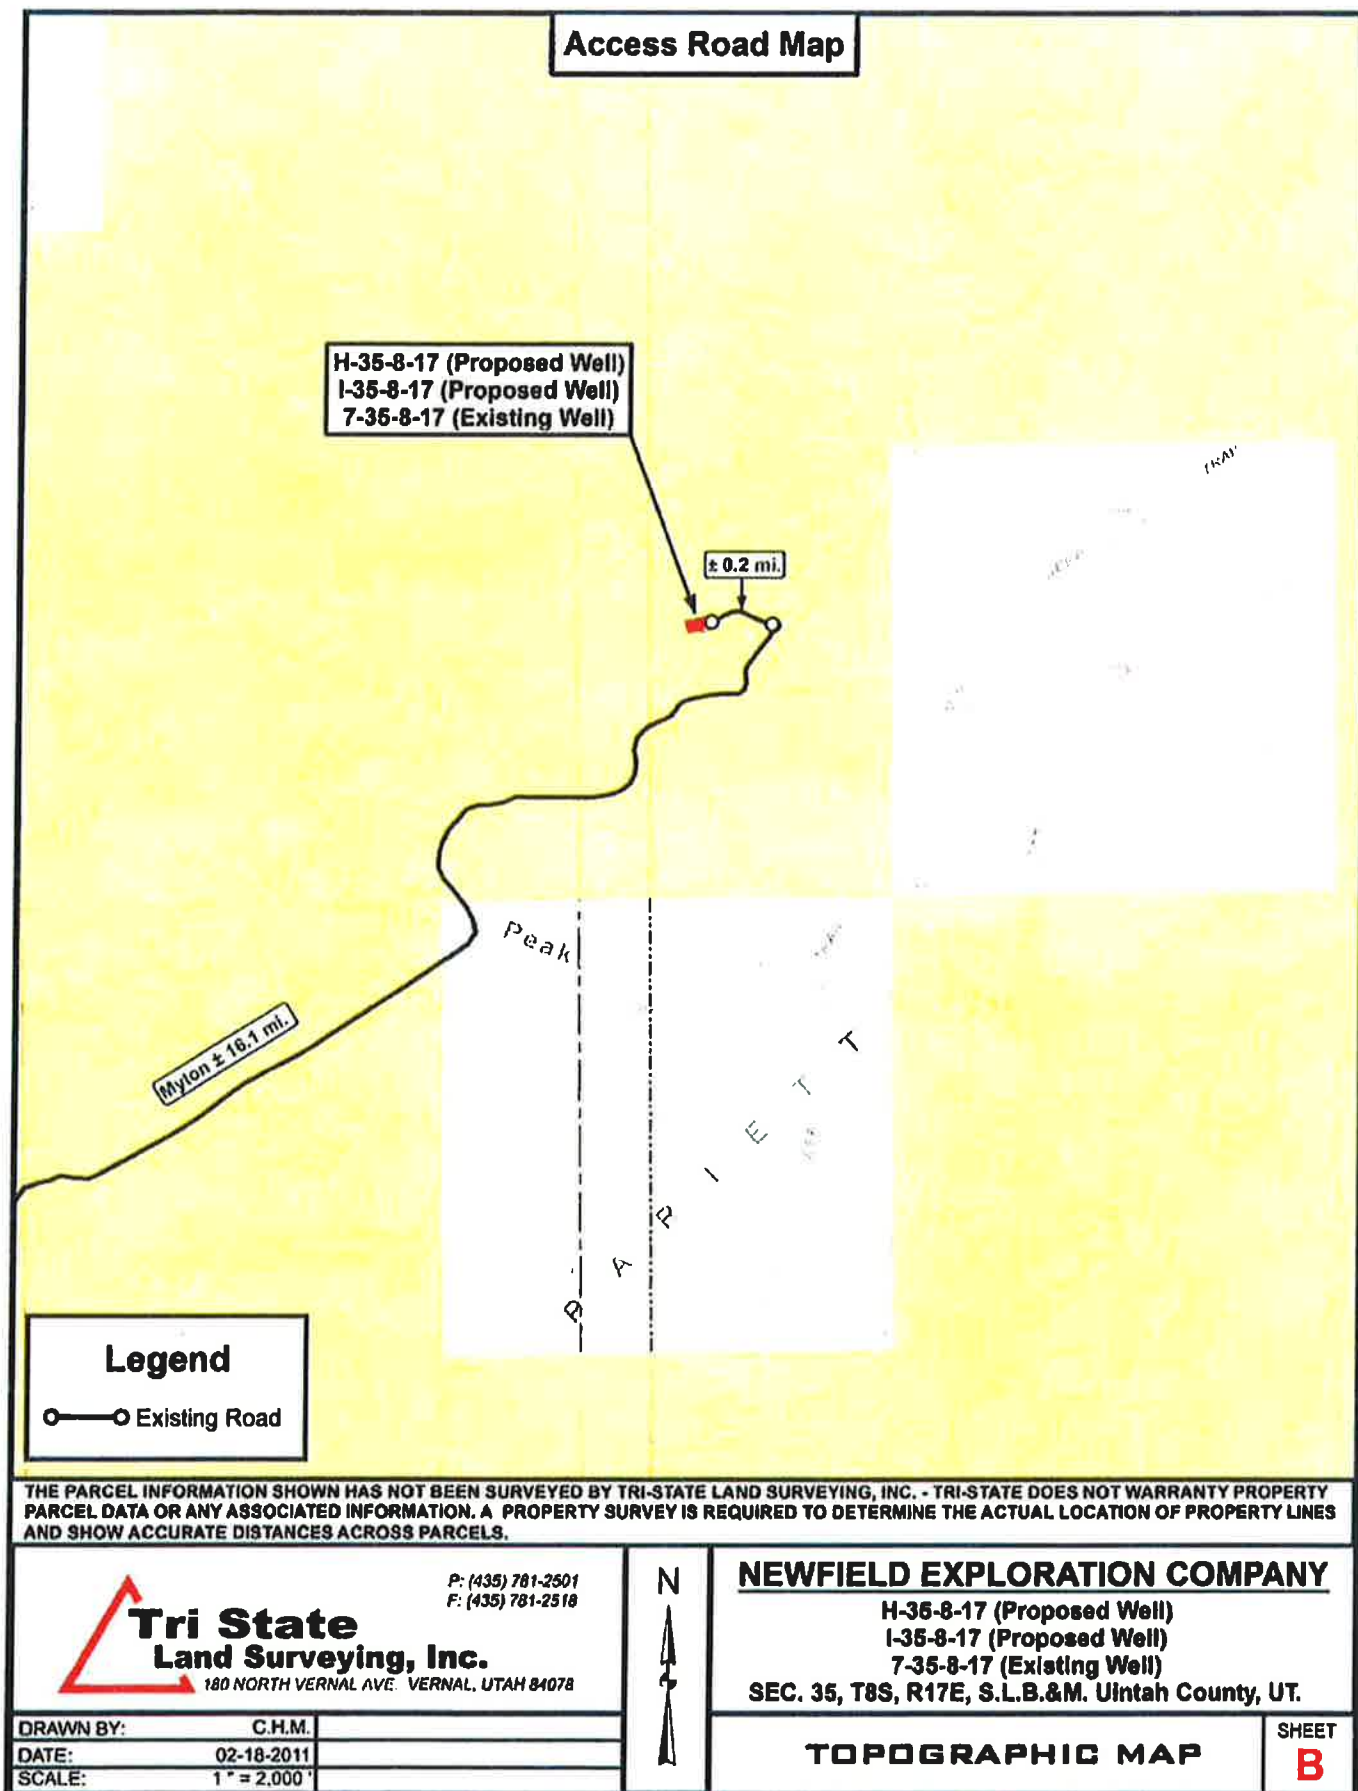 Access Road Map
H-35-8-17 (Proposed Well)
I-35-8-17 (Proposed Well)
7-35-8-17 (Existing Well)
± 0.2 mi.
Peak
Myton ± 16.1 mi.
P A R I E T T
Legend
Existing Road
THE PARCEL INFORMATION SHOWN HAS NOT BEEN SURVEYED BY TRI-STATE LAND SURVEYING, INC. - TRI-STATE DOES NOT WARRANTY PROPERTY
PARCEL DATA OR ANY ASSOCIATED INFORMATION. A PROPERTY SURVEY IS REQUIRED TO DETERMINE THE ACTUAL LOCATION OF PROPERTY LINES
AND SHOW ACCURATE DISTANCES ACROSS PARCELS.
P: (435) 781-2501
F: (435) 781-2518
Tri State
Land Surveying, Inc.
180 NORTH VERNAL AVE. VERNAL, UTAH 84078
N
NEWFIELD EXPLORATION COMPANY
H-35-8-17 (Proposed Well)
I-35-8-17 (Proposed Well)
7-35-8-17 (Existing Well)
SEC. 35, T8S, R17E, S.L.B.&M. Uintah County, UT.
DRAWN BY: C.H.M.
DATE: 02-18-2011
SCALE: 1" = 2,000'
TOPOGRAPHIC MAP
SHEET
B